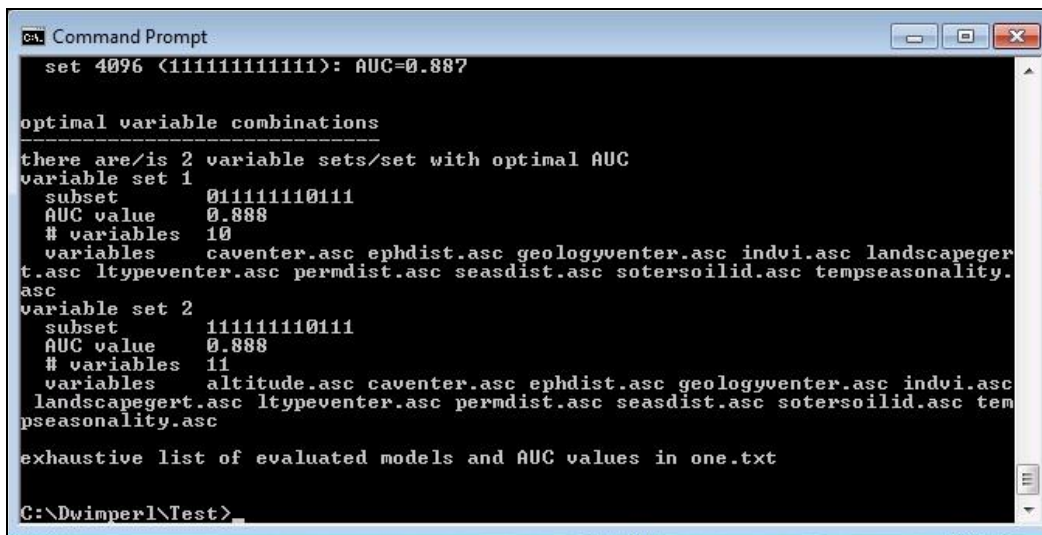 Command Prompt
set 4096 (111111111111): AUC=0.887
optimal variable combinations
-----------------------------
there are/is 2 variable sets/set with optimal AUC
variable set 1
subset 011111110111
AUC value 0.888
# variables 10
variables caventer.asc ephdist.asc geologyventer.asc indvi.asc landscapeger
t.asc ltypeventer.asc permdist.asc seasdist.asc sotersoilid.asc tempseasonality.
asc
variable set 2
subset 111111110111
AUC value 0.888
# variables 11
variables altitude.asc caventer.asc ephdist.asc geologyventer.asc indvi.asc
landscapegert.asc ltypeventer.asc permdist.asc seasdist.asc sotersoilid.asc tem
pseasonality.asc
exhaustive list of evaluated models and AUC values in one.txt
C:\Dwimperl\Test>_